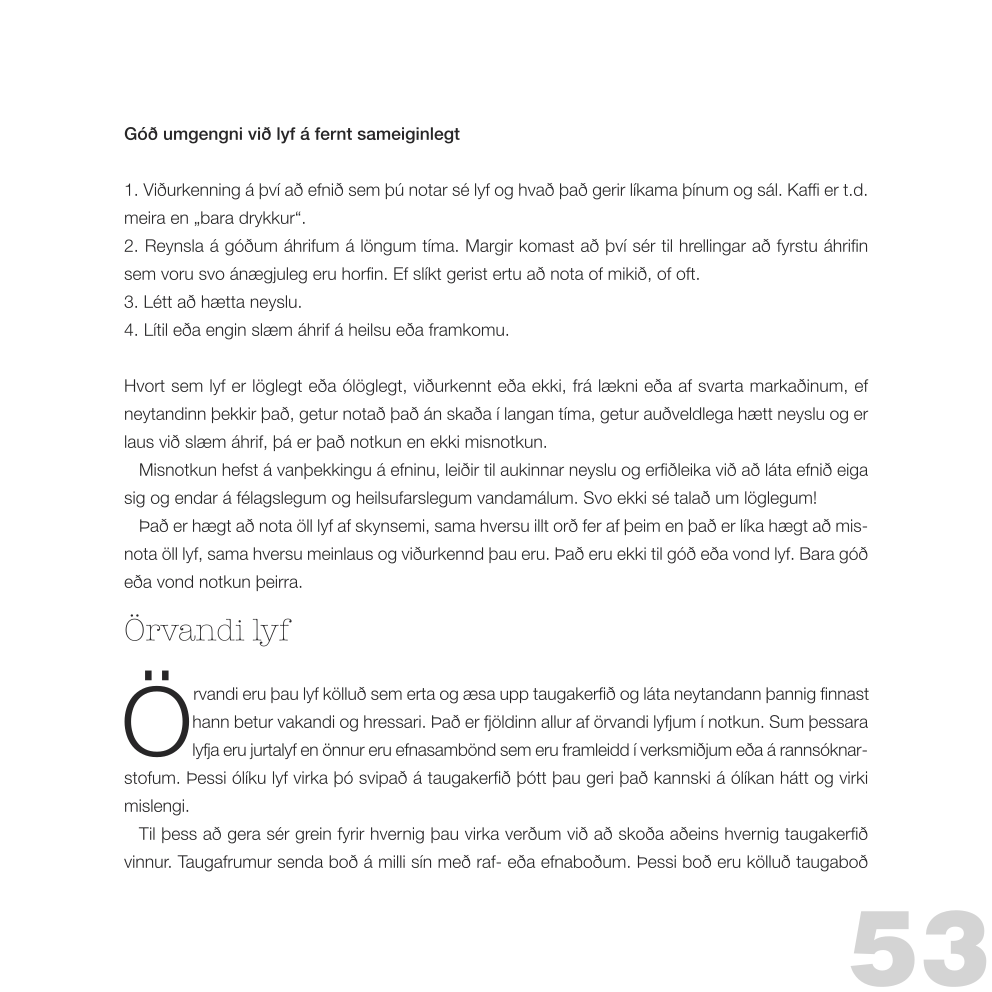 Góð umgengni við lyf á fernt sameiginlegt
1. Viðurkenning á því að efnið sem þú notar sé lyf og hvað það gerir líkama þínum og sál. Kaffi er t.d.
meira en „bara drykkur“.
2. Reynsla á góðum áhrifum á löngum tíma. Margir komast að því sér til hrellingar að fyrstu áhrifin
sem voru svo ánægjuleg eru horfin. Ef slíkt gerist ertu að nota of mikið, of oft.
3. Létt að hætta neyslu.
4. Lítil eða engin slæm áhrif á heilsu eða framkomu.
Hvort sem lyf er löglegt eða ólöglegt, viðurkennt eða ekki, frá lækni eða af svarta markaðinum, ef
neytandinn þekkir það, getur notað það án skaða í langan tíma, getur auðveldlega hætt neyslu og er
laus við slæm áhrif, þá er það notkun en ekki misnotkun.
Misnotkun hefst á vanþekkingu á efninu, leiðir til aukinnar neyslu og erfiðleika við að láta efnið eiga
sig og endar á félagslegum og heilsufarslegum vandamálum. Svo ekki sé talað um löglegum!
Það er hægt að nota öll lyf af skynsemi, sama hversu illt orð fer af þeim en það er líka hægt að mis-
nota öll lyf, sama hversu meinlaus og viðurkennd þau eru. Það eru ekki til góð eða vond lyf. Bara góð
eða vond notkun þeirra.
Örvandi lyf
Örvandi eru þau lyf kölluð sem erta og æsa upp taugakerfið og láta neytandann þannig finnast
hann betur vakandi og hressari. Það er fjöldinn allur af örvandi lyfjum í notkun. Sum þessara
lyfja eru jurtalyf en önnur eru efnasambönd sem eru framleidd í verksmiðjum eða á rannsóknar-
stofum. Þessi ólíku lyf virka þó svipað á taugakerfið þótt þau geri það kannski á ólíkan hátt og virki
mislengi.
Til þess að gera sér grein fyrir hvernig þau virka verðum við að skoða aðeins hvernig taugakerfið
vinnur. Taugafrumur senda boð á milli sín með raf- eða efnaboðum. Þessi boð eru kölluð taugaboð
53